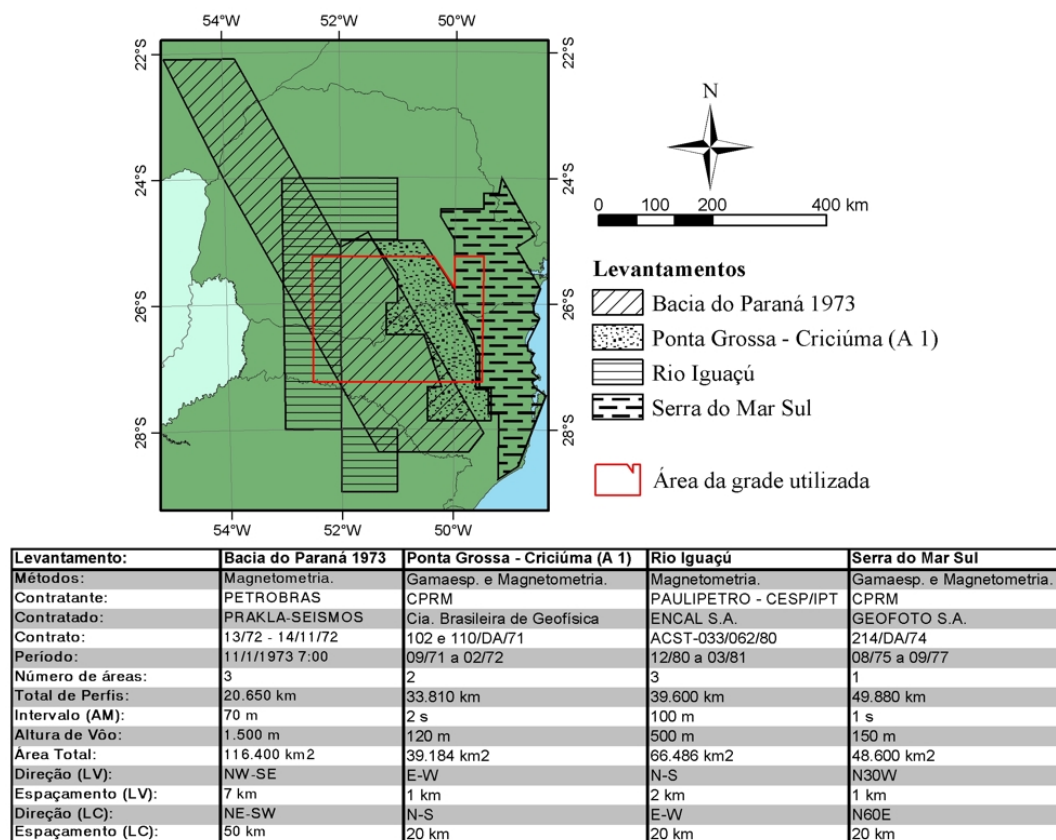 54°W 52°W 50°W
22°S 22°S
24°S 24°S
26°S 26°S
28°S 28°S
54°W 52°W 50°W
N
0 100 200 400 km
Levantamentos
Bacia do Paraná 1973
Ponta Grossa - Criciúma (A 1)
Rio Iguaçú
Serra do Mar Sul
Área da grade utilizada
Levantamento: Bacia do Paraná 1973 Ponta Grossa - Criciúma (A 1) Rio Iguaçú Serra do Mar Sul
Métodos: Magnetometria. Gamaesp. e Magnetometria. Magnetometria. Gamaesp. e Magnetometria.
Contratante: PETROBRAS CPRM PAULIPETRO - CESP/IPT CPRM
Contratado: PRAKLA-SEISMOS Cia. Brasileira de Geofísica ENCAL S.A. GEOFOTO S.A.
Contrato: 13/72 - 14/11/72 102 e 110/DA/71 ACST-033/062/80 214/DA/74
Período: 11/1/1973 7:00 09/71 a 02/72 12/80 a 03/81 08/75 a 09/77
Número de áreas: 3 2 3 1
Total de Perfis: 20.650 km 33.810 km 39.600 km 49.880 km
Intervalo (AM): 70 m 2 s 100 m 1 s
Altura de Vôo: 1.500 m 120 m 500 m 150 m
Área Total: 116.400 km2 39.184 km2 66.486 km2 48.600 km2
Direção (LV): NW-SE E-W N-S N30W
Espaçamento (LV): 7 km 1 km 2 km 1 km
Direção (LC): NE-SW N-S E-W N60E
Espaçamento (LC): 50 km 20 km 20 km 20 km